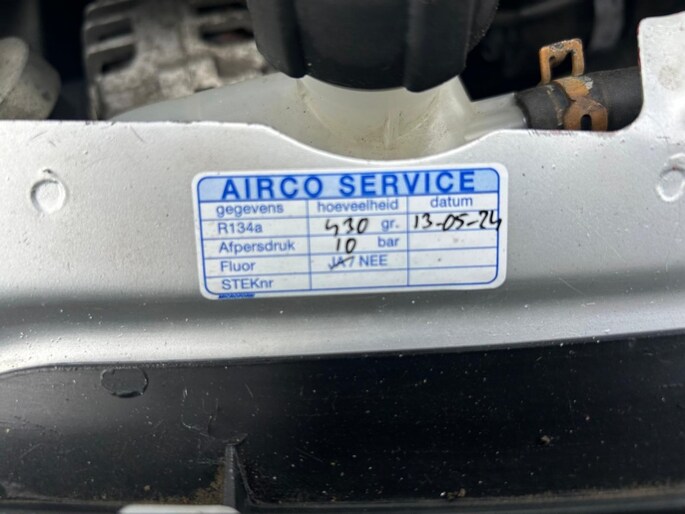 AIRCO SERVICE
gegevens hoeveelheid datum
R134a 430 gr. 13-05-24
Afpersdruk 10 bar
Fluor JA / NEE
STEKnr